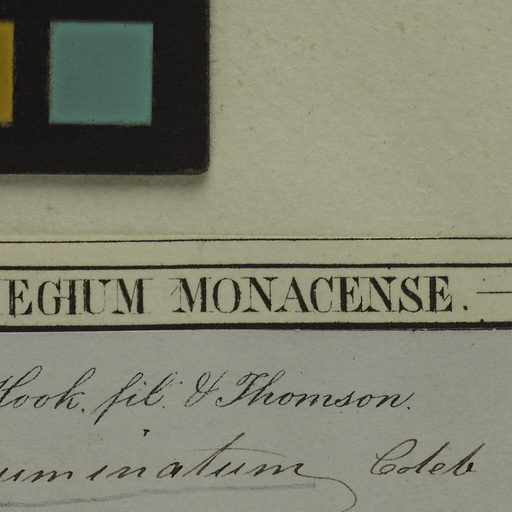 EGIUM MONACENSE.
Hook. fil. & Thomson.
uminatum Coleb